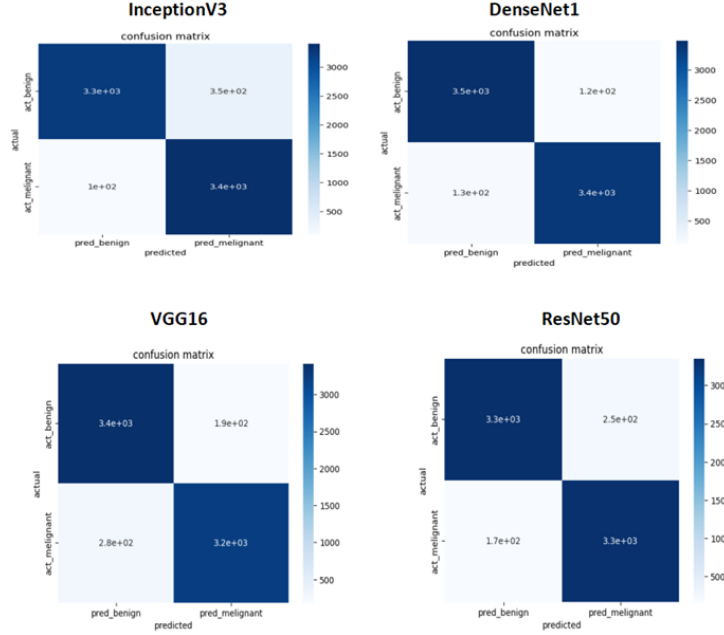 InceptionV3
confusion matrix
act_benign
3.3e+03
3.5e+02
actual
act_melignant
1e+02
3.4e+03
pred_benign
pred_melignant
predicted
3000
2500
2000
1500
1000
500
DenseNet1
confusion matrix
act_benign
3.5e+03
1.2e+02
actual
act_melignant
1.3e+02
3.4e+03
pred_benign
pred_melignant
predicted
3000
2500
2000
1500
1000
500
VGG16
confusion matrix
act_benign
3.4e+03
1.9e+02
actual
act_melignant
2.8e+02
3.2e+03
pred_benign
pred_melignant
predicted
3000
2500
2000
1500
1000
500
ResNet50
confusion matrix
act_benign
3.3e+03
2.5e+02
actual
act_melignant
1.7e+02
3.3e+03
pred_benign
pred_melignant
predicted
500